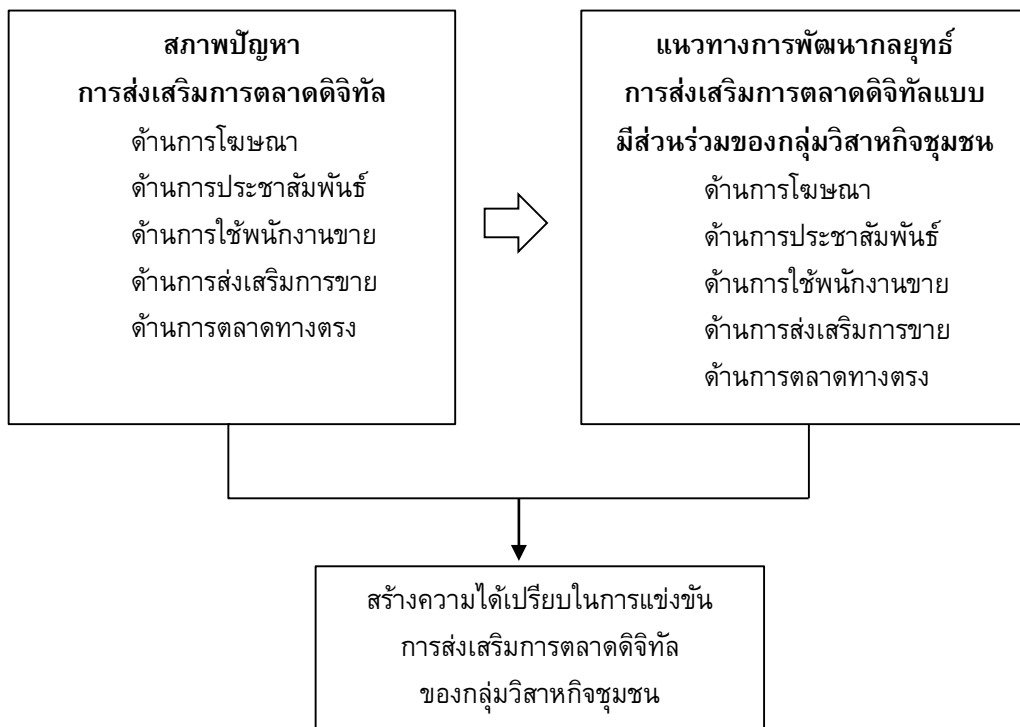 สภาพปัญหา
การส่งเสริมการตลาดดิจิทัล
ด้านการโฆษณา
ด้านการประชาสัมพันธ์
ด้านการใช้พนักงานขาย
ด้านการส่งเสริมการขาย
ด้านการตลาดทางตรง
แนวทางการพัฒนากลยุทธ์
การส่งเสริมการตลาดดิจิทัลแบบ
มีส่วนร่วมของกลุ่มวิสาหกิจชุมชน
ด้านการโฆษณา
ด้านการประชาสัมพันธ์
ด้านการใช้พนักงานขาย
ด้านการส่งเสริมการขาย
ด้านการตลาดทางตรง
สร้างความได้เปรียบในการแข่งขัน
การส่งเสริมการตลาดดิจิทัล
ของกลุ่มวิสาหกิจชุมชน